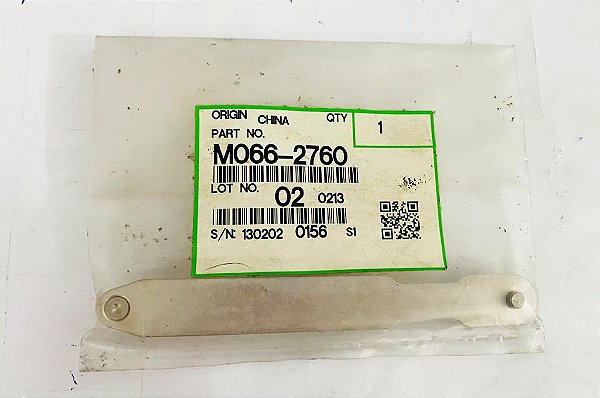 ORIGIN CHINA QTY 1
PART NO.
M066-2760
LOT NO. 02 0213
S/N: 130202 0156 S1